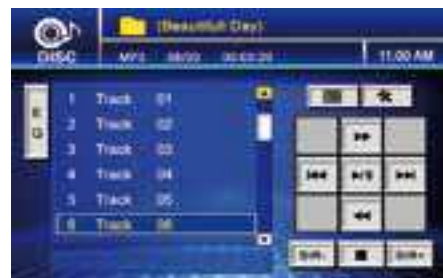 (Beautifull Day)
DISC
MP3
11:00 AM
E
Q
1 Track 01
2 Track 02
3 Track 03
4 Track 04
5 Track 05
6 Track 06